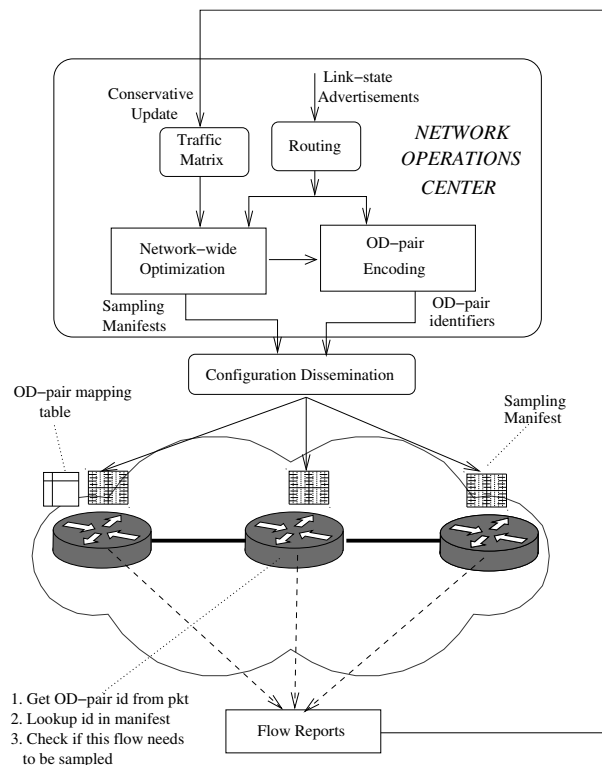 Link−state
Advertisements
Conservative
Update
Traffic
Matrix
Routing
NETWORK
OPERATIONS
CENTER
Network−wide
Optimization
OD−pair
Encoding
Sampling
Manifests
OD−pair
identifiers
Configuration Dissemination
OD−pair mapping
table
Sampling
Manifest
1. Get OD−pair id from pkt
2. Lookup id in manifest
3. Check if this flow needs
to be sampled
Flow Reports